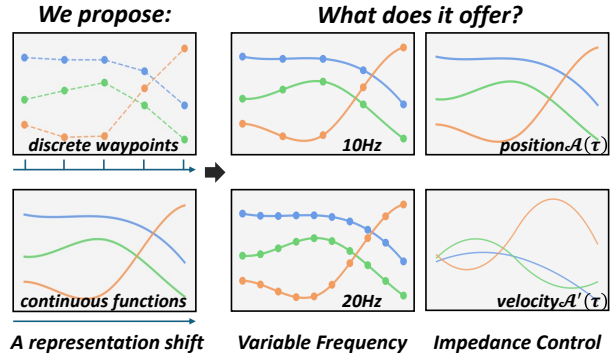 We propose:
What does it offer?
discrete waypoints
10Hz
position𝒜(τ)
continuous functions
20Hz
velocity𝒜'(τ)
A representation shift
Variable Frequency
Impedance Control